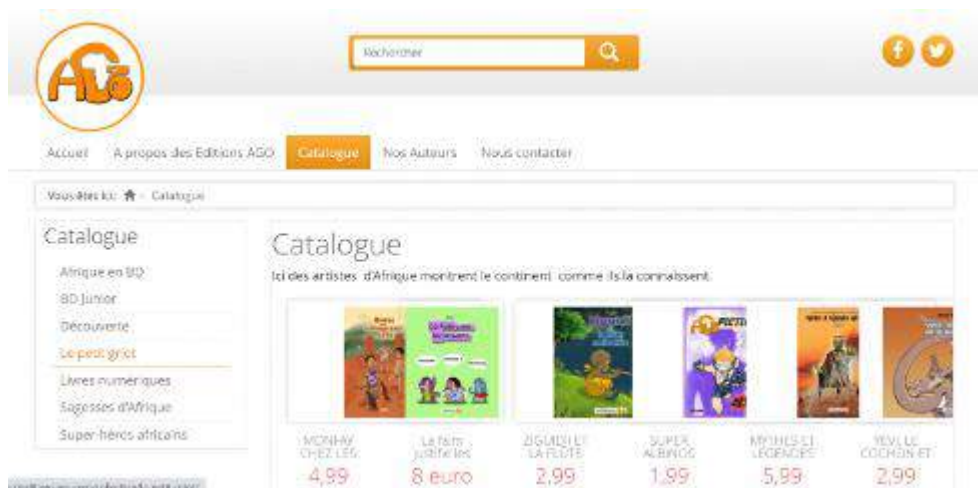 AGO
Rechercher
Accueil A propos des Editions AGO Catalogue Nos Auteurs Nous contacter
Vous êtes ici: Catalogue
Catalogue
Afrique en BD
BD Junior
Découverte
Le petit griot
Livres numériques
Sagesses d'Afrique
Super-héros africains
Catalogue
Ici des artistes d'Afrique montrent le continent comme ils la connaissent
MONHAY CHEZ LES
4,99
La faim justifie les
8 euro
ZIGUIDI ET LA FLÛTE
2,99
SUPER ALBINOS
1,99
MYTHES ET LEGENDES
5,99
YEVI LE COCHON ET
2,99